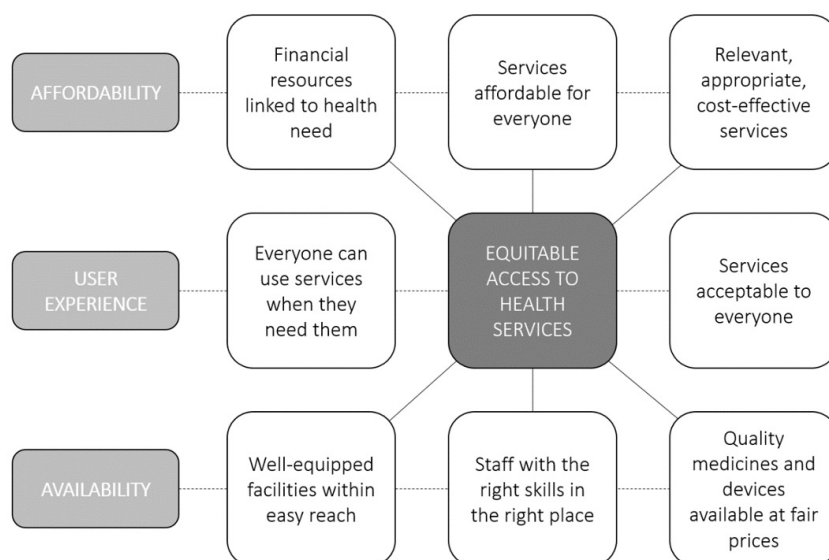 AFFORDABILITY
Financial
resources
linked to health
need
Services
affordable for
everyone
Relevant,
appropriate,
cost-effective
services
USER
EXPERIENCE
Everyone can
use services
when they
need them
EQUITABLE
ACCESS TO
HEALTH
SERVICES
Services
acceptable to
everyone
AVAILABILITY
Well-equipped
facilities within
easy reach
Staff with the
right skills in
the right place
Quality
medicines and
devices
available at fair
prices